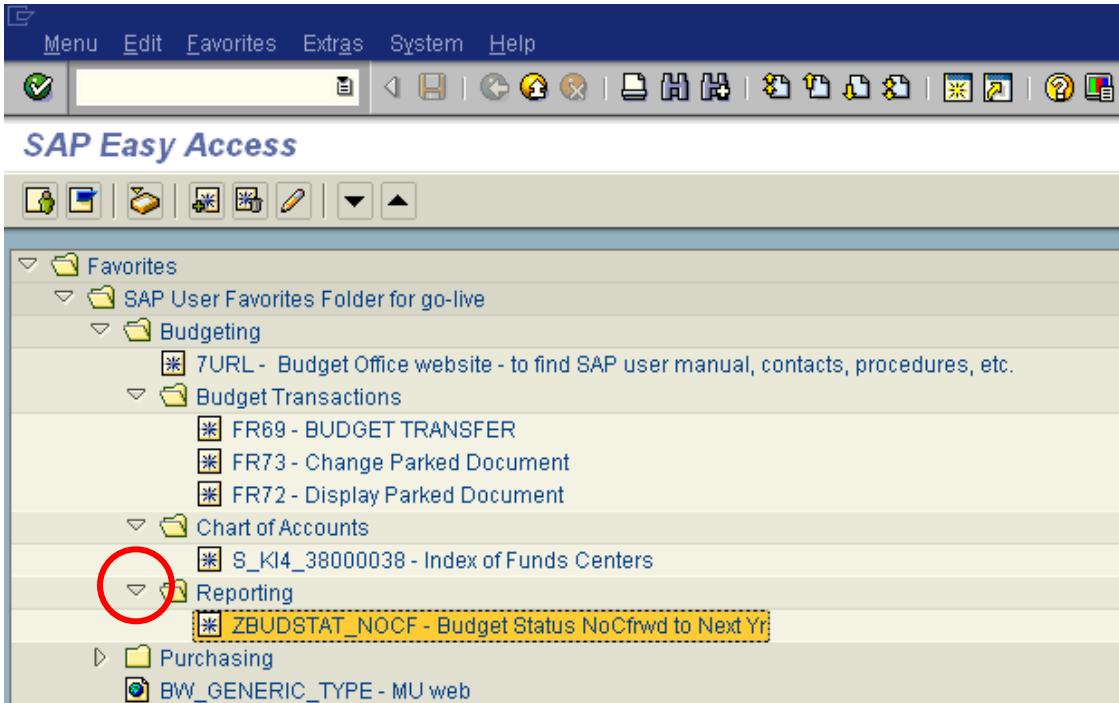 Menu Edit Favorites Extras System Help
SAP Easy Access
Favorites
SAP User Favorites Folder for go-live
Budgeting
7URL - Budget Office website - to find SAP user manual, contacts, procedures, etc.
Budget Transactions
FR69 - BUDGET TRANSFER
FR73 - Change Parked Document
FR72 - Display Parked Document
Chart of Accounts
S_KI4_38000038 - Index of Funds Centers
Reporting
ZBUDSTAT_NOCF - Budget Status NoCfrwd to Next Yr
Purchasing
BW_GENERIC_TYPE - MU web